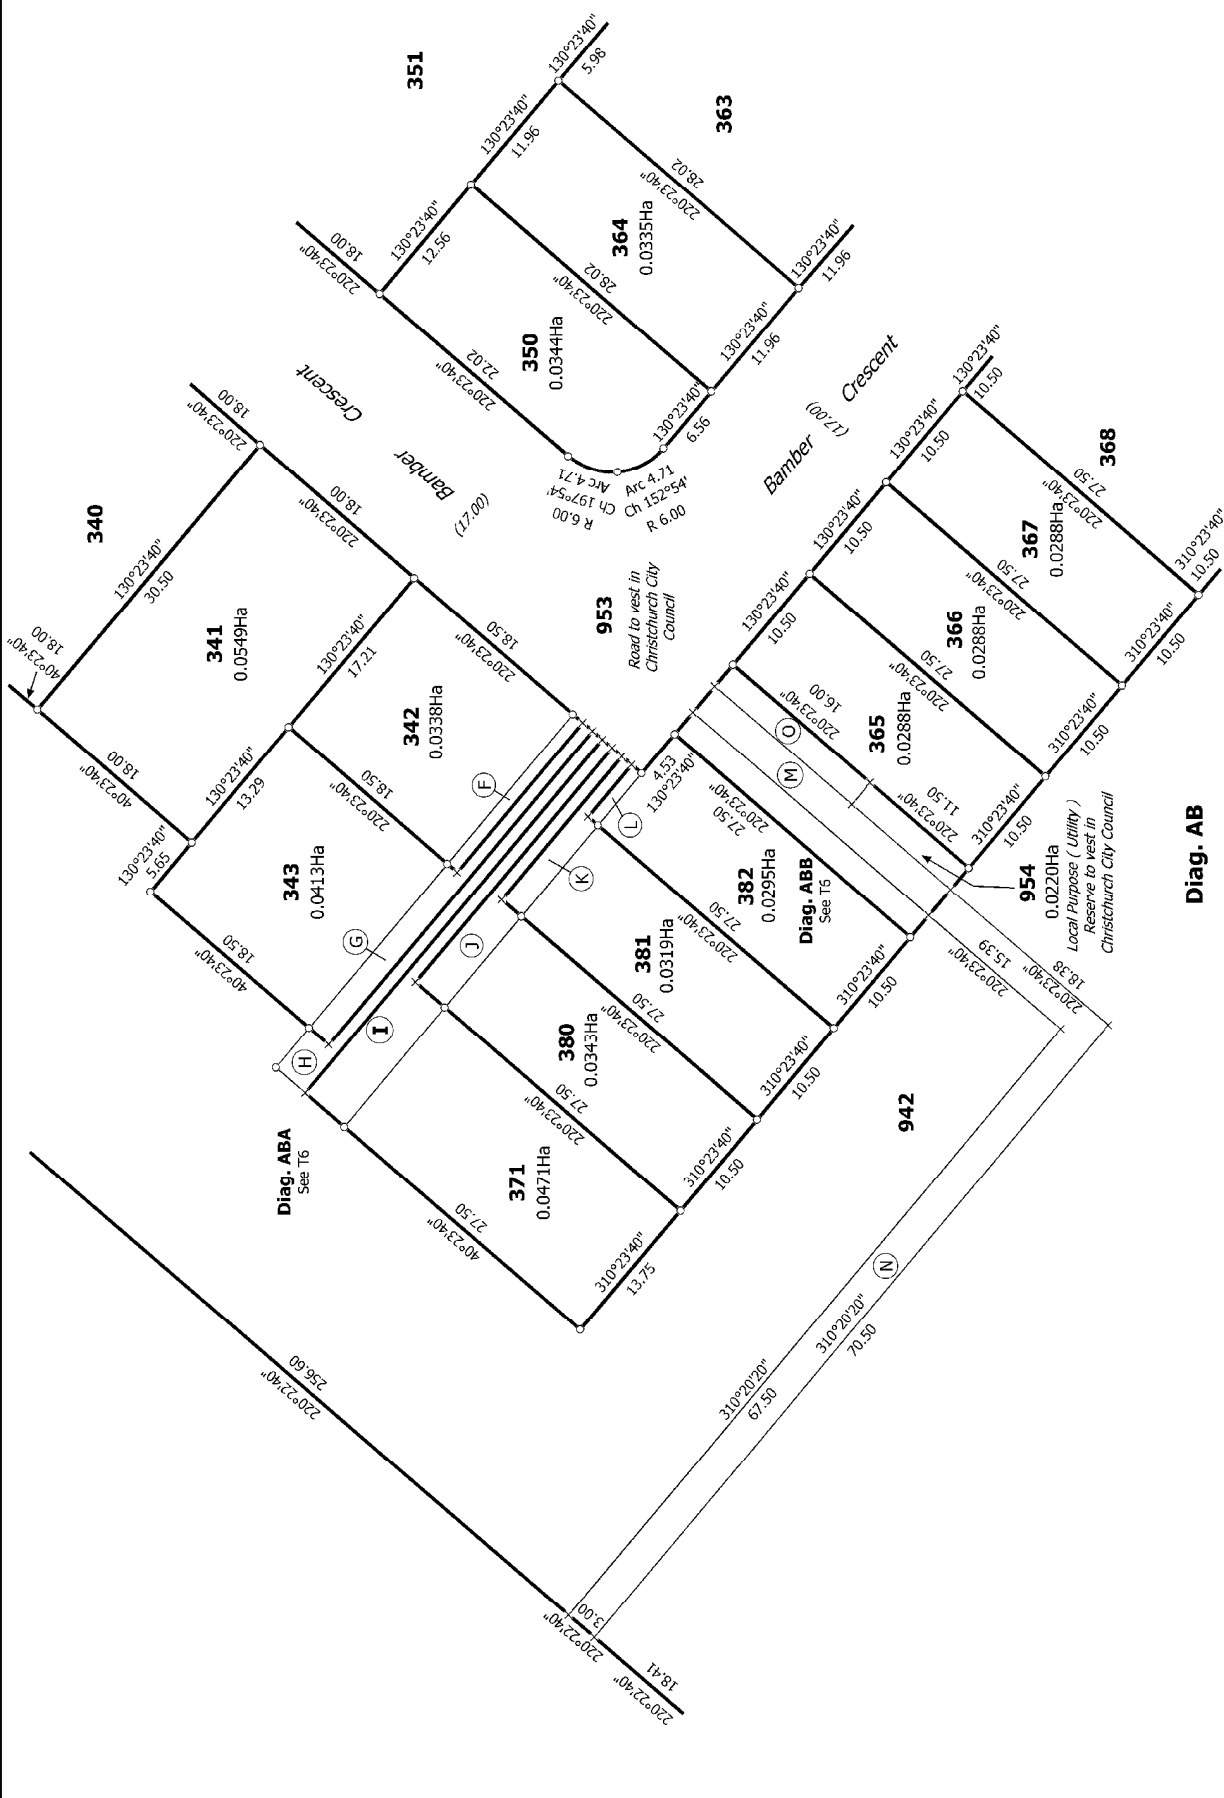 351
130°23'40"
5.98
130°23'40"
11.96
363
220°23'40"
28.02
364
0.0335Ha
130°23'40"
12.56
220°23'40"
18.00
220°23'40"
28.02
130°23'40"
11.96
350
0.0344Ha
220°23'40"
22.02
130°23'40"
11.96
130°23'40"
6.56
Arc 4.71
Ch 197°54'
R 6.00
Arc 4.71
Ch 152°54'
R 6.00
Bamber
Crescent
(17.00)
Bamber
Crescent
(17.00)
340
220°23'40"
18.00
130°23'40"
30.50
40°23'40"
18.00
341
0.0549Ha
220°23'40"
18.00
40°23'40"
18.00
130°23'40"
17.21
342
0.0338Ha
220°23'40"
18.50
953
Road to vest in
Christchurch City
Council
130°23'40"
13.29
130°23'40"
5.65
220°23'40"
18.50
343
0.0413Ha
40°23'40"
18.50
F
G
H
I
J
K
L
M
O
N
130°23'40"
10.50
130°23'40"
10.50
130°23'40"
10.50
130°23'40"
10.50
368
220°23'40"
27.50
367
0.0288Ha
310°23'40"
10.50
220°23'40"
27.50
366
0.0288Ha
310°23'40"
10.50
220°23'40"
27.50
365
0.0288Ha
310°23'40"
10.50
220°23'40"
16.00
220°23'40"
11.50
310°23'40"
10.50
4.53
130°23'40"
220°23'40"
27.50
382
0.0295Ha
Diag. ABB
See T6
954
0.0220Ha
Local Purpose ( Utility )
Reserve to vest in
Christchurch City Council
Diag. AB
220°23'40"
27.50
381
0.0319Ha
310°23'40"
10.50
220°23'40"
15.39
220°23'40"
18.38
220°23'40"
27.50
380
0.0343Ha
310°23'40"
10.50
220°23'40"
27.50
371
0.0471Ha
310°23'40"
10.50
40°23'40"
27.50
310°23'40"
13.75
Diag. ABA
See T6
942
310°20'20"
67.50
310°20'20"
70.50
220°22'40"
256.60
220°22'40"
3.00
220°22'40"
18.41